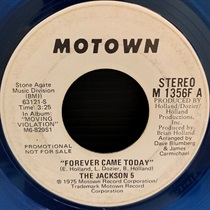 MOTOWN
Stone Agate
Music Division
(BMI)
63121-S
Time: 3:25
In Album:
"MOVING
VIOLATION"
M6-829S1
PROMOTIONAL
NOT FOR SALE
STEREO
M 1356F A
PRODUCED BY
Holland/Dozier/
Holland
Productions,
Inc.
Produced by
Brian Holland
Arranged by
Dave Blumberg
and James
Carmichael
"FOREVER CAME TODAY"
(E. Holland, L. Dozier, B. Holland)
THE JACKSON 5
℗ 1975 Motown Record Corporation/
Trademark Motown Record
Corporation